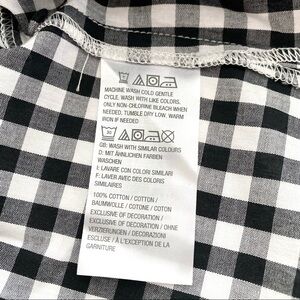 MACHINE WASH COLD GENTLE
CYCLE. WASH WITH LIKE COLORS.
ONLY NON-CHLORINE BLEACH WHEN
NEEDED. TUMBLE DRY LOW. WARM
IRON IF NEEDED
30
GB: WASH WITH SIMILAR COLOURS
D: MIT ÄHNLICHEN FARBEN
WASCHEN
I: LAVARE CON COLORI SIMILARI
F: LAVER AVEC DES COLORIS
SIMILAIRES
100% COTTON / COTTON /
BAUMWOLLE / COTONE / COTON
EXCLUSIVE OF DECORATION /
EXCLUSIVE OF DECORATION / OHNE
VERZIERUNGEN / DECORAZIONI
ESCLUSE / À L'EXCEPTION DE LA
GARNITURE